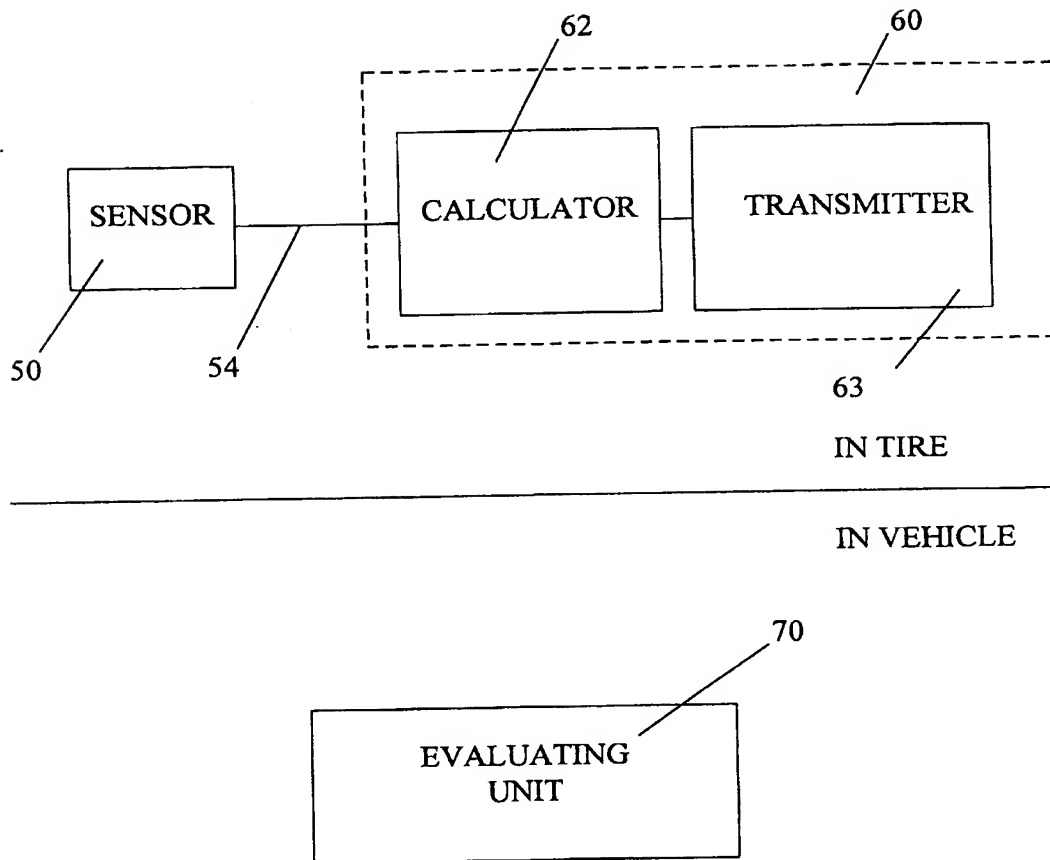 62
60
SENSOR
CALCULATOR
TRANSMITTER
50
54
63
IN TIRE
IN VEHICLE
70
EVALUATING
UNIT